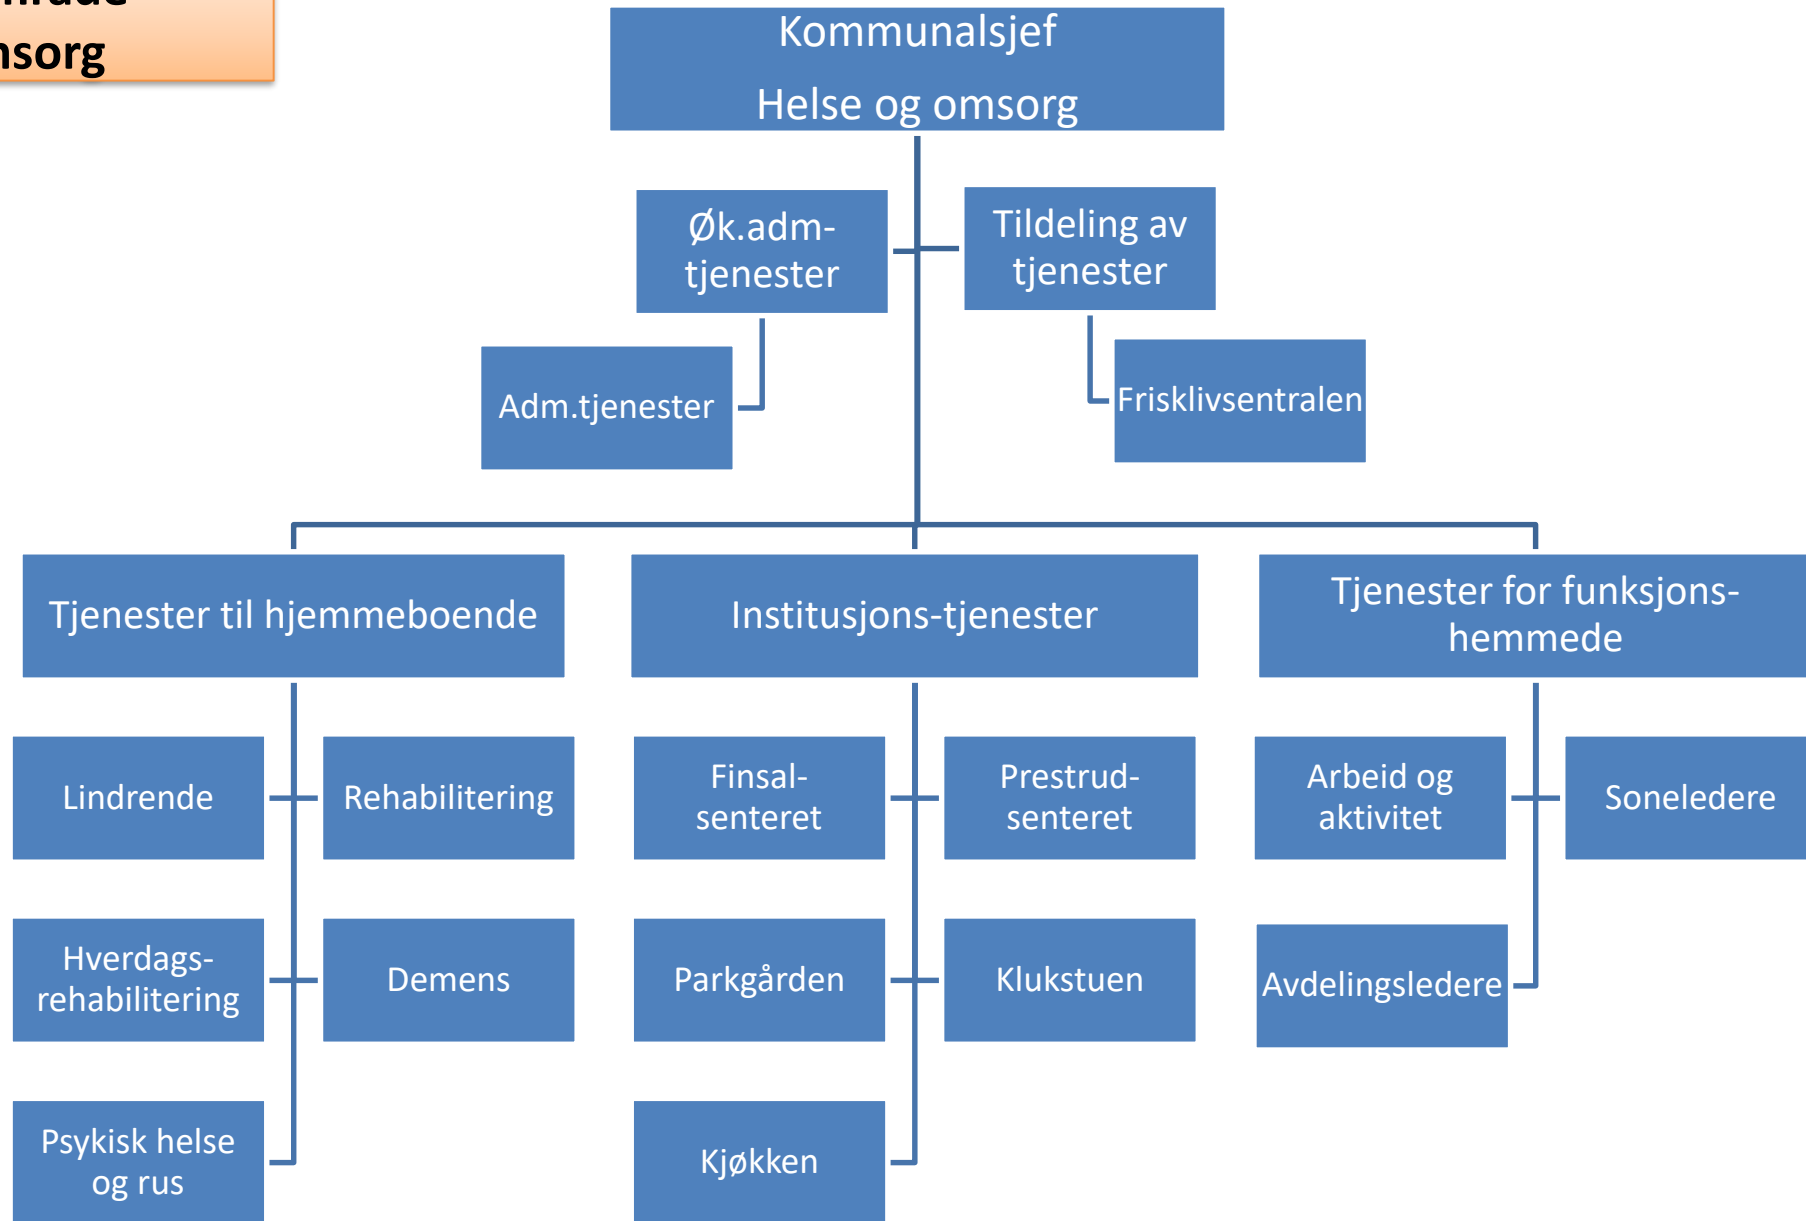 Kommunalsjef
Helse og omsorg
Øk.adm-
tjenester
Tildeling av
tjenester
Adm.tjenester
Frisklivsentralen
Tjenester til hjemmeboende
Institusjons-tjenester
Tjenester for funksjons-
hemmede
Lindrende
Rehabilitering
Finsal-
senteret
Prestrud-
senteret
Arbeid og
aktivitet
Soneledere
Hverdags-
rehabilitering
Demens
Parkgården
Klukstuen
Avdelingsledere
Psykisk helse
og rus
Kjøkken